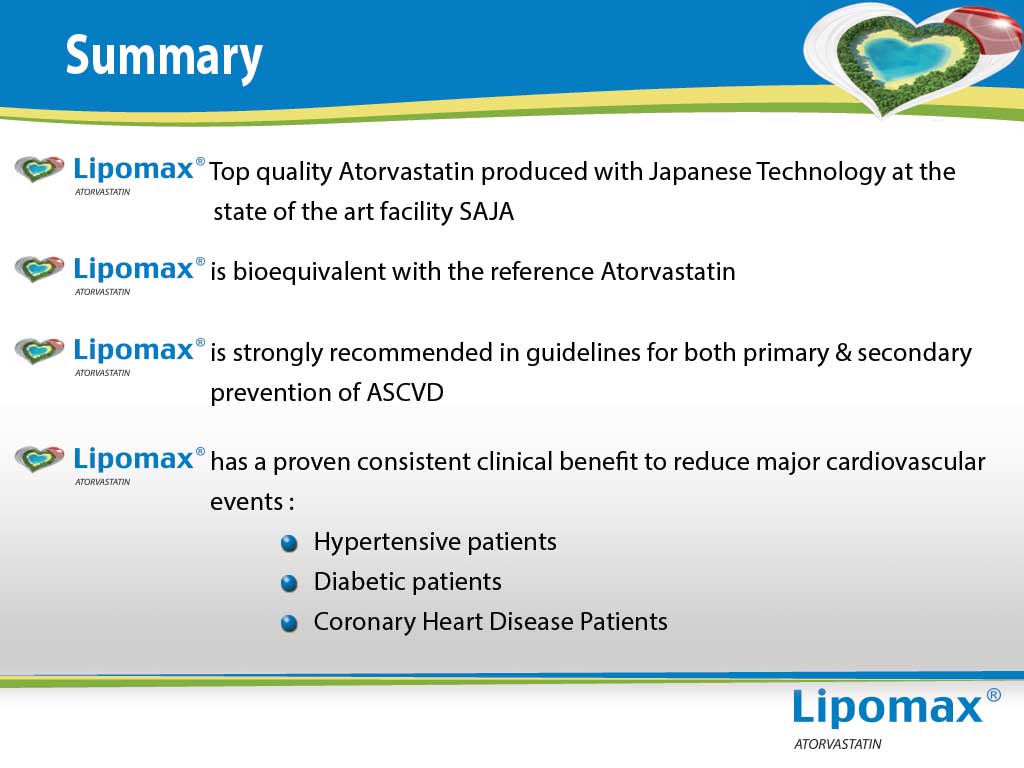 Summary
Lipomax® Top quality Atorvastatin produced with Japanese Technology at the
ATORVASTATIN
state of the art facility SAJA
Lipomax® is bioequivalent with the reference Atorvastatin
ATORVASTATIN
Lipomax® is strongly recommended in guidelines for both primary & secondary
ATORVASTATIN
prevention of ASCVD
Lipomax® has a proven consistent clinical benefit to reduce major cardiovascular
ATORVASTATIN
events :
Hypertensive patients
Diabetic patients
Coronary Heart Disease Patients
Lipomax®
ATORVASTATIN